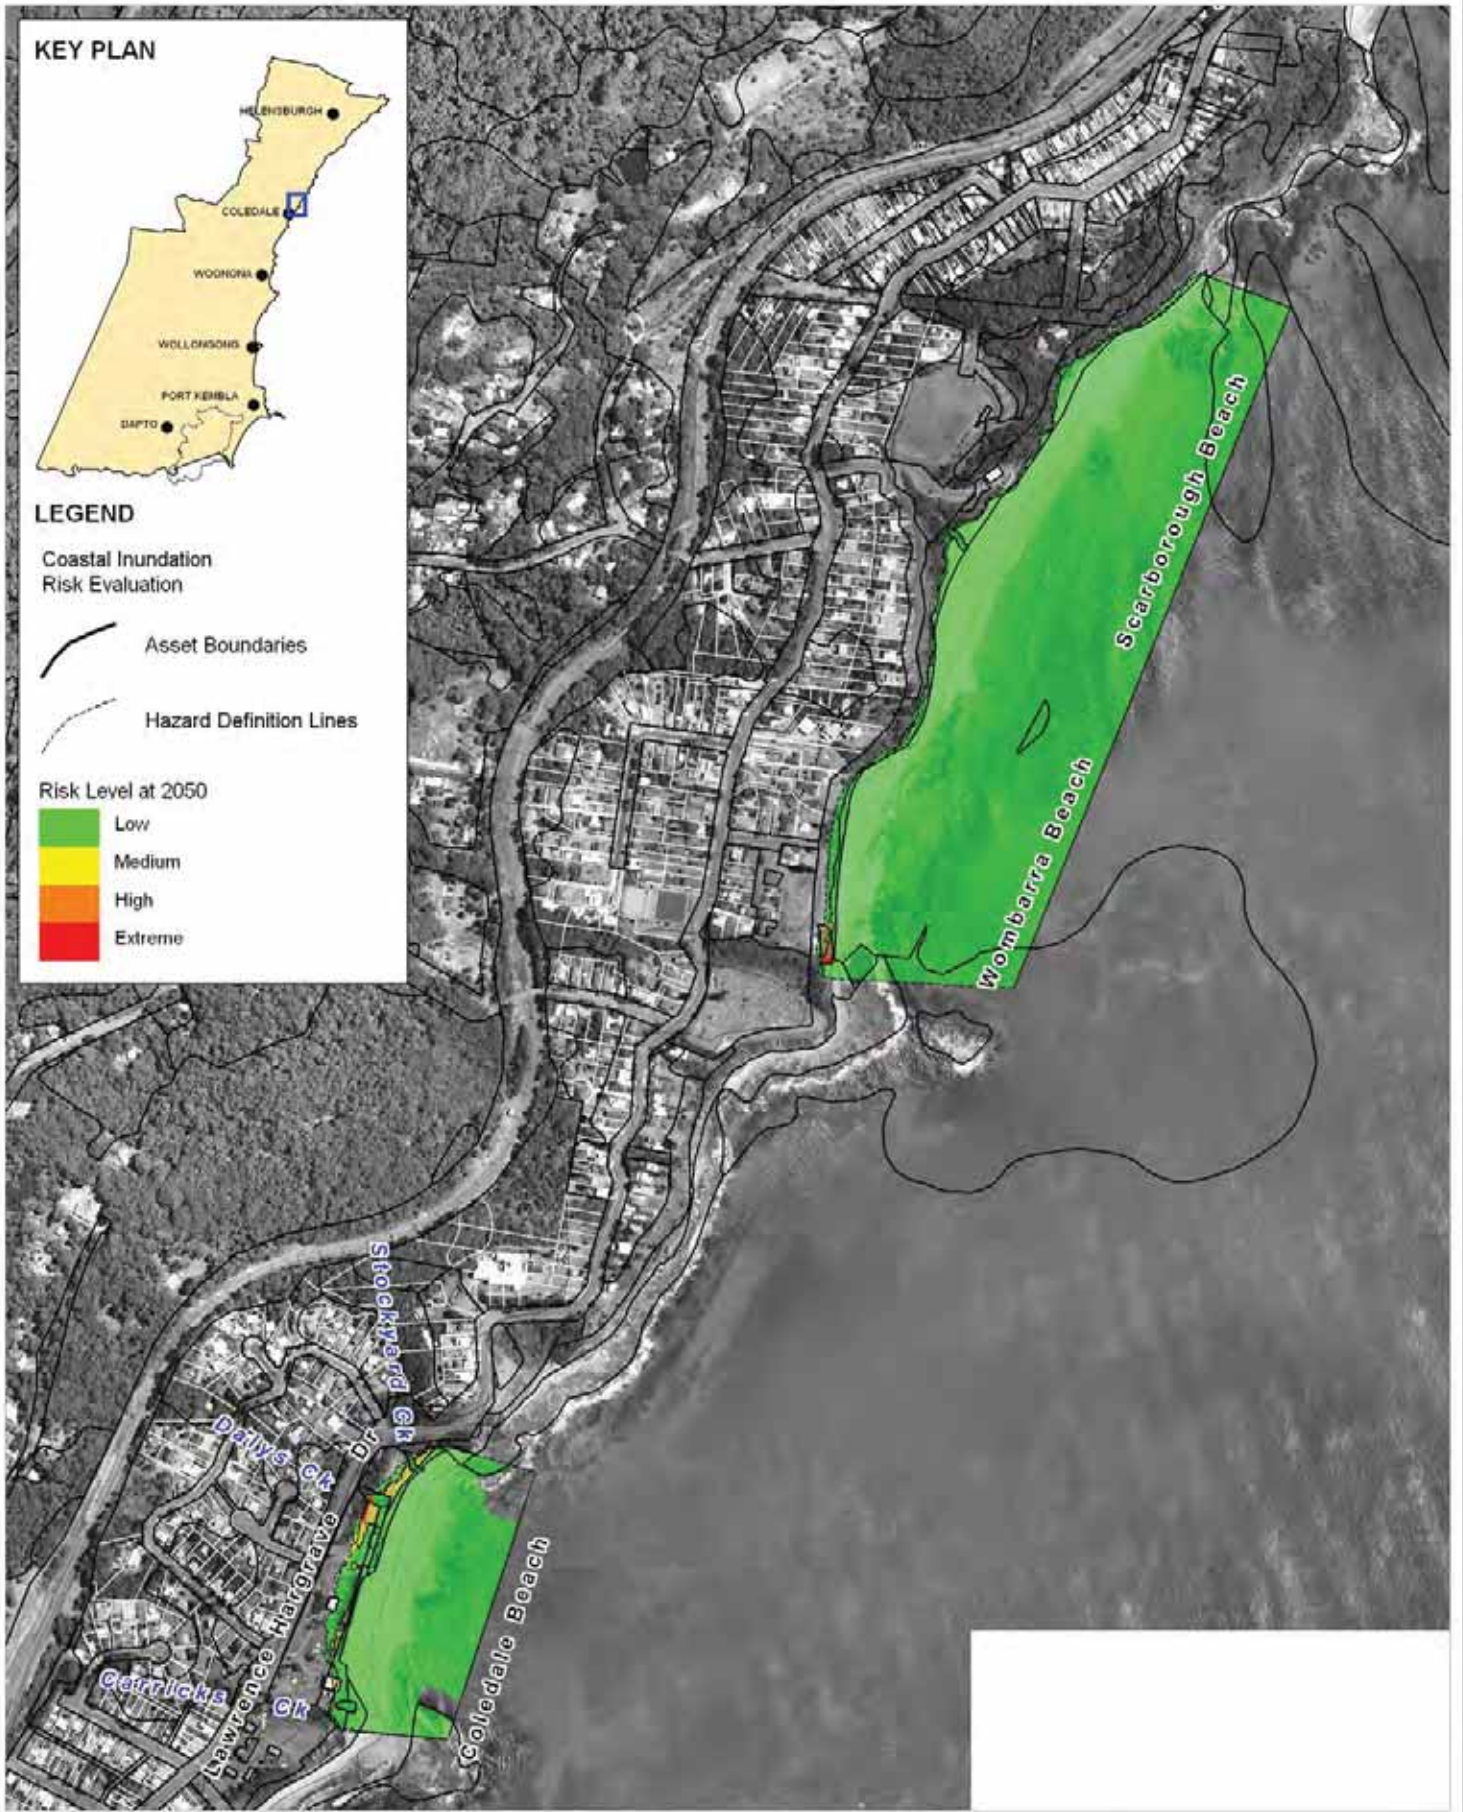 KEY PLAN
HELENSBURGH
COLEDALE
WOONONA
WOLLONGONG
PORT KEMBLA
DAPTO
LEGEND
Coastal Inundation
Risk Evaluation
Asset Boundaries
Hazard Definition Lines
Risk Level at 2050
Low
Medium
High
Extreme
Scarborough Beach
Wombarra Beach
Stockyard Ck
Dailys Ck
Lawrence Hargrave Dr
Carricks Ck
Coledale Beach